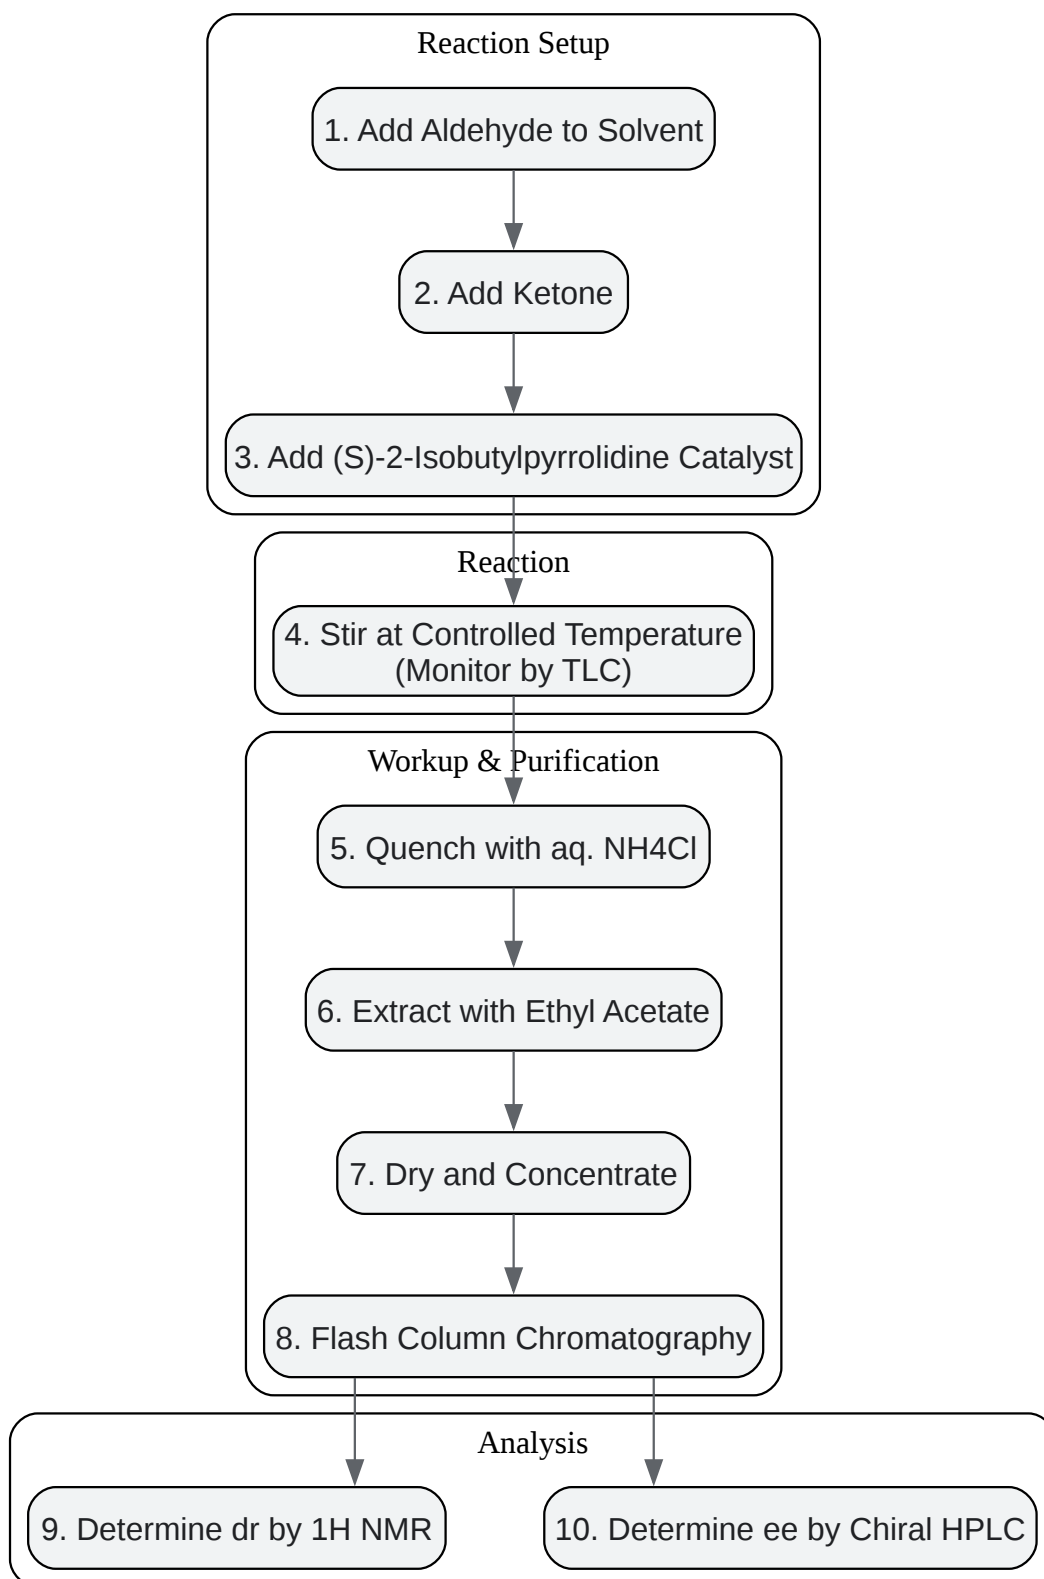 Reaction Setup
1. Add Aldehyde to Solvent
2. Add Ketone
3. Add (S)-2-Isobutylpyrrolidine Catalyst
Reaction
4. Stir at Controlled Temperature
(Monitor by TLC)
Workup & Purification
5. Quench with aq. NH4Cl
6. Extract with Ethyl Acetate
7. Dry and Concentrate
8. Flash Column Chromatography
Analysis
9. Determine dr by 1H NMR
10. Determine ee by Chiral HPLC